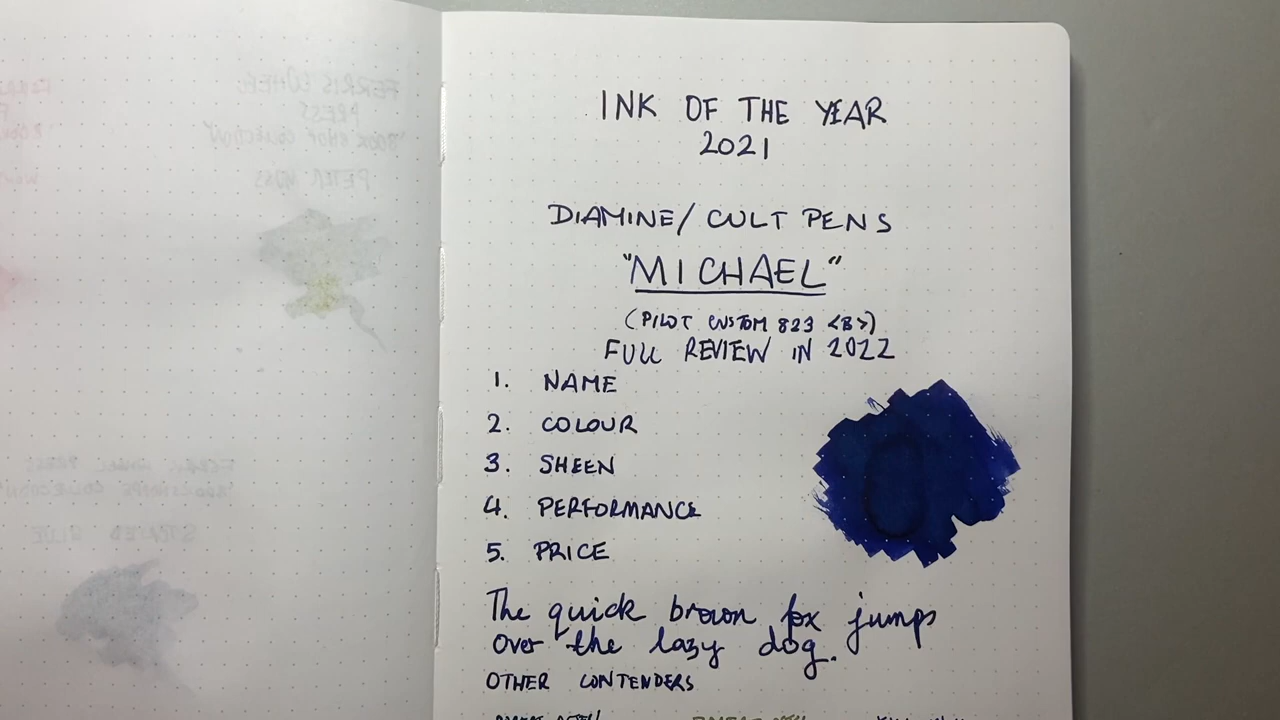 INK OF THE YEAR
2021
DIAMINE/ CULT PENS
"MICHAEL"
(PILOT CUSTOM 823 <B>)
FULL REVIEW IN 2022
1. NAME
2. COLOUR
3. SHEEN
4. PERFORMANCE
5. PRICE
The quick brown fox jumps
over the lazy dog.
OTHER CONTENDERS